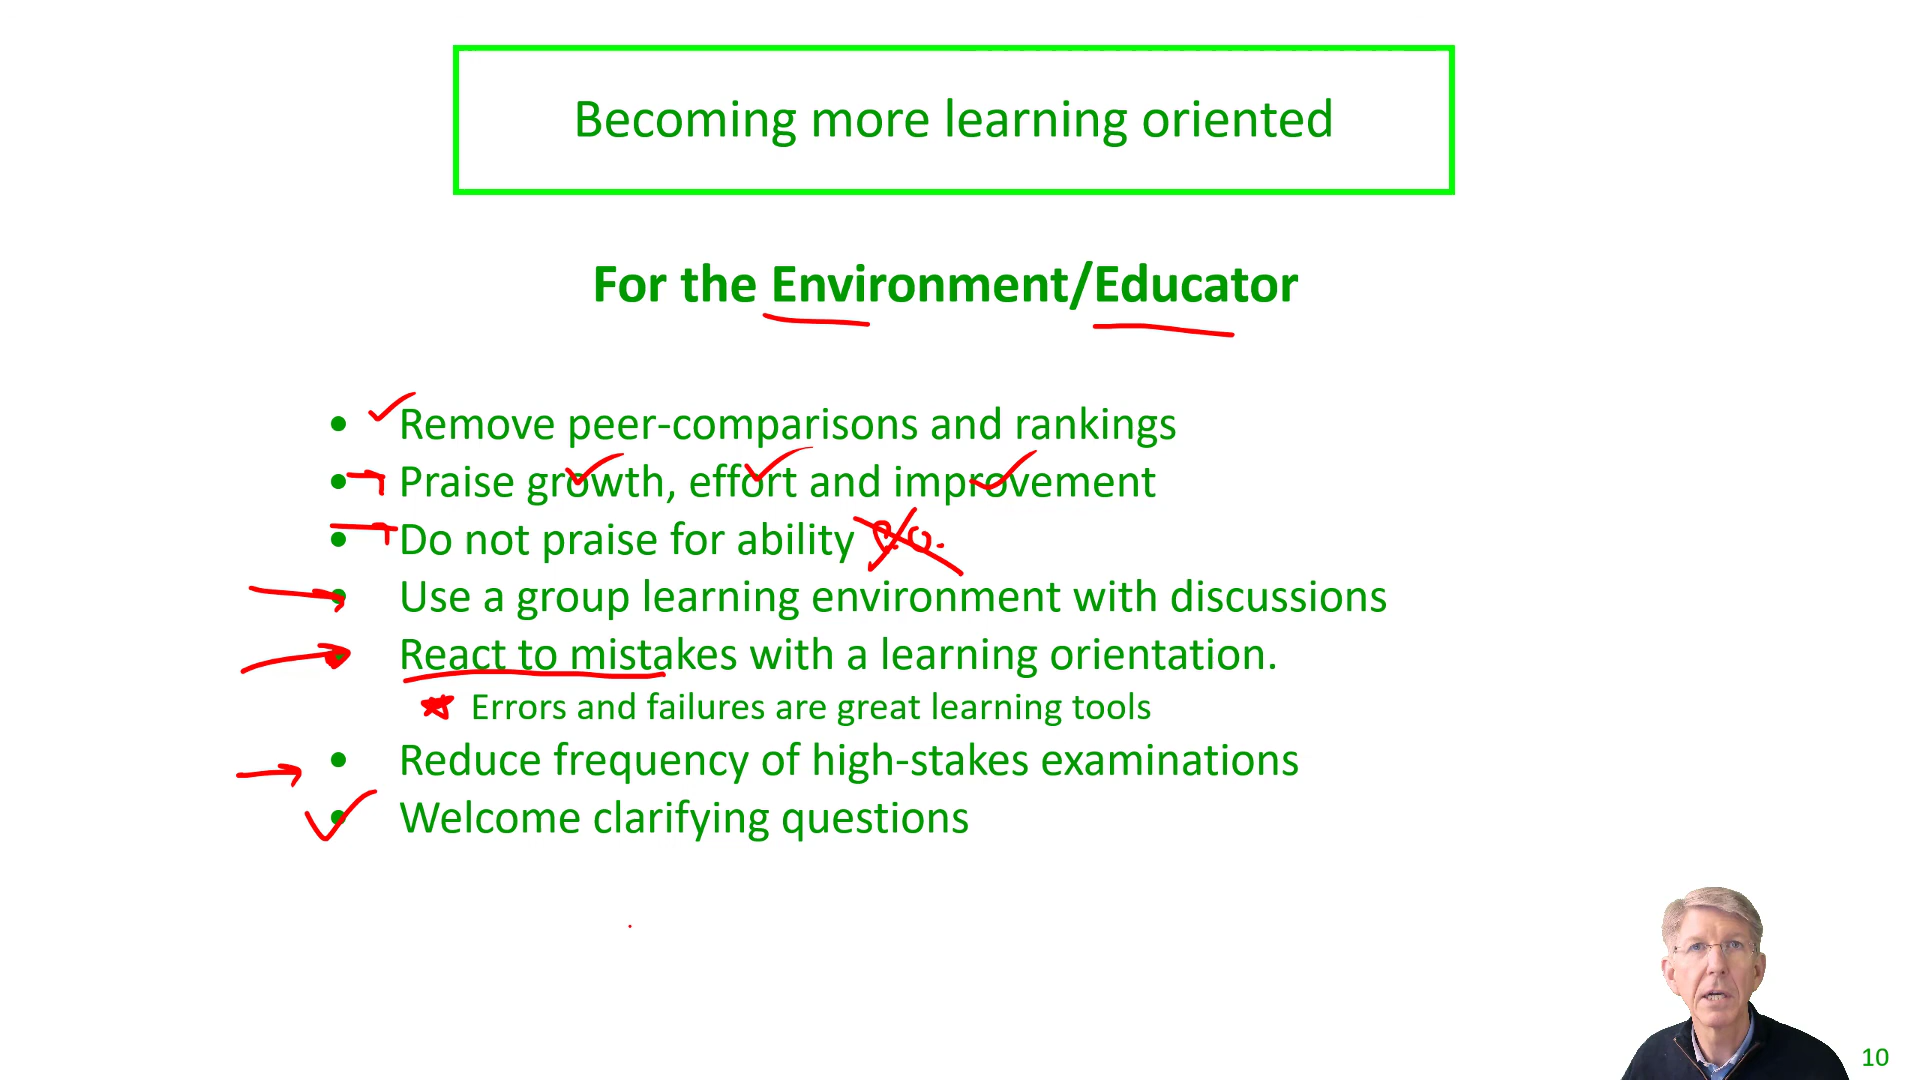 Becoming more learning oriented
For the Environment/Educator
• Remove peer-comparisons and rankings
• Praise growth, effort and improvement
• Do not praise for ability P.O.
• Use a group learning environment with discussions
• React to mistakes with a learning orientation.
Errors and failures are great learning tools
• Reduce frequency of high-stakes examinations
• Welcome clarifying questions
10